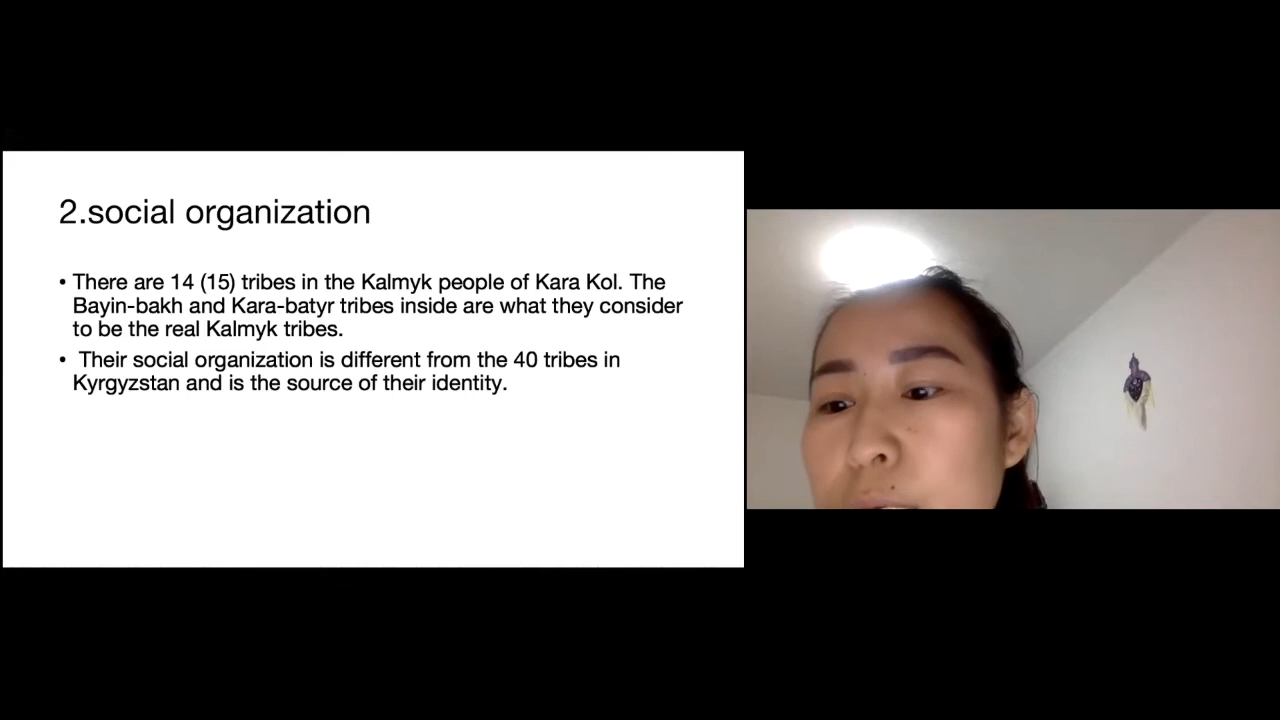 2.social organization
• There are 14 (15) tribes in the Kalmyk people of Kara Kol. The
Bayin-bakh and Kara-batyr tribes inside are what they consider
to be the real Kalmyk tribes.
• Their social organization is different from the 40 tribes in
Kyrgyzstan and is the source of their identity.